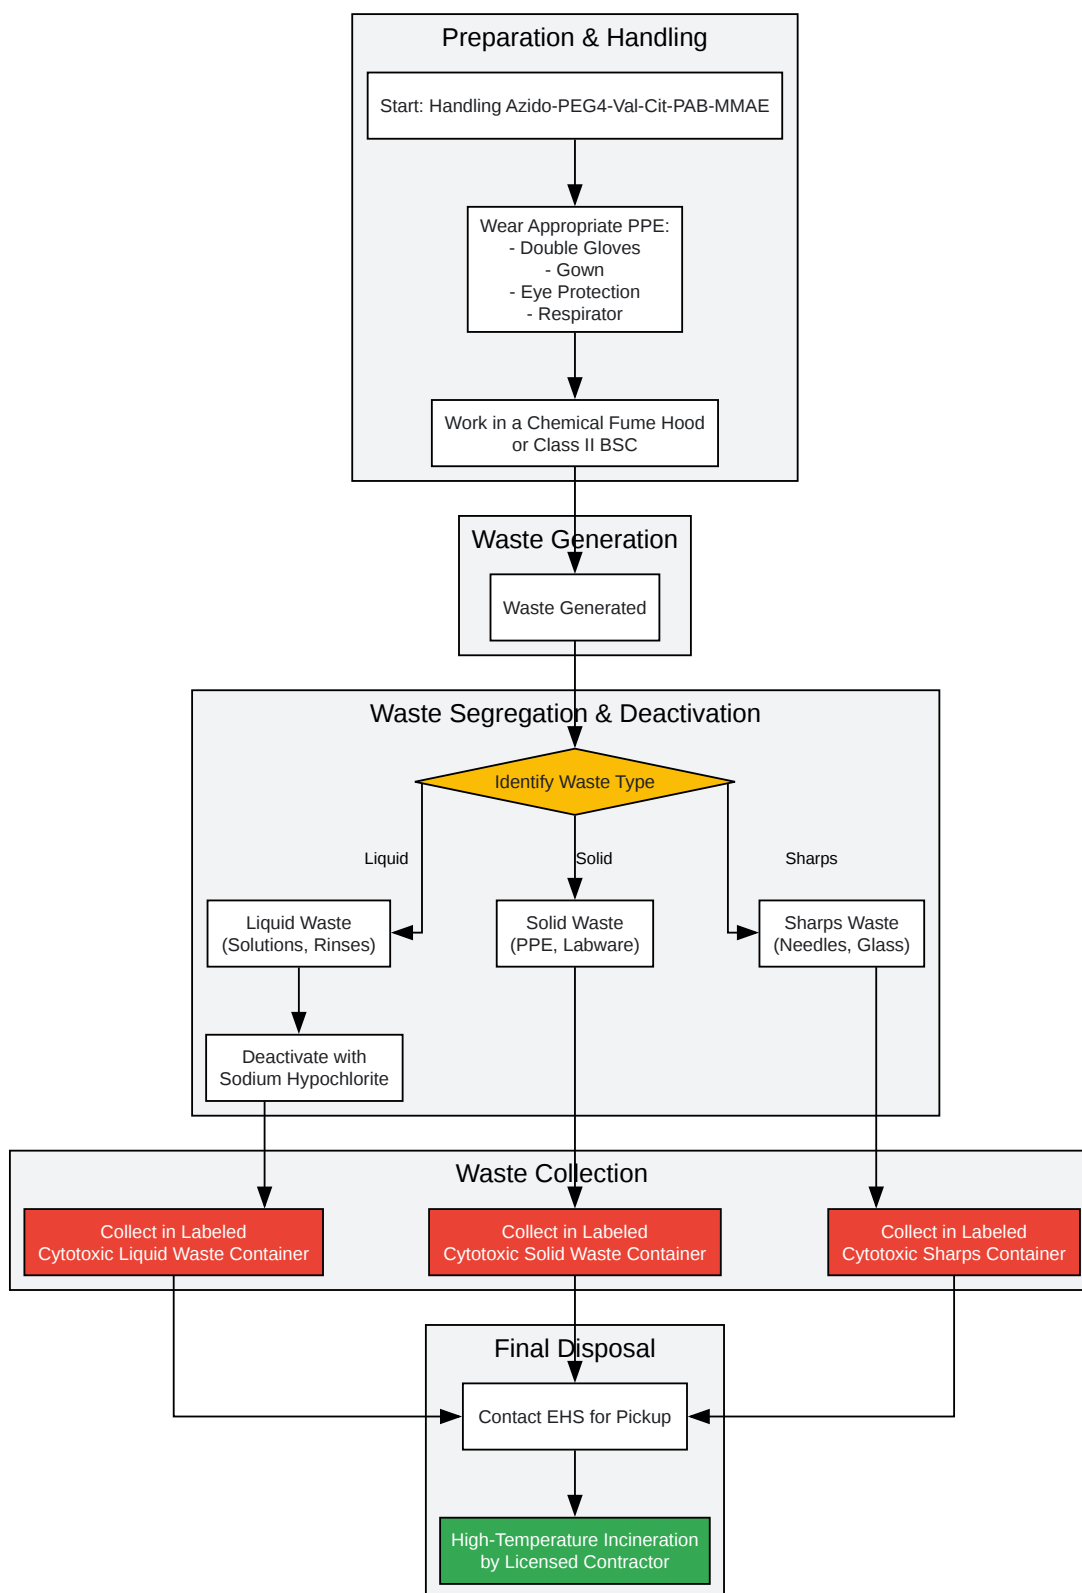 Preparation & Handling
Start: Handling Azido-PEG4-Val-Cit-PAB-MMAE
Wear Appropriate PPE:
- Double Gloves
- Gown
- Eye Protection
- Respirator
Work in a Chemical Fume Hood
or Class II BSC
Waste Generation
Waste Generated
Waste Segregation & Deactivation
Identify Waste Type
Liquid
Solid
Sharps
Liquid Waste
(Solutions, Rinses)
Solid Waste
(PPE, Labware)
Sharps Waste
(Needles, Glass)
Deactivate with
Sodium Hypochlorite
Waste Collection
Collect in Labeled
Cytotoxic Liquid Waste Container
Collect in Labeled
Cytotoxic Solid Waste Container
Collect in Labeled
Cytotoxic Sharps Container
Final Disposal
Contact EHS for Pickup
High-Temperature Incineration
by Licensed Contractor